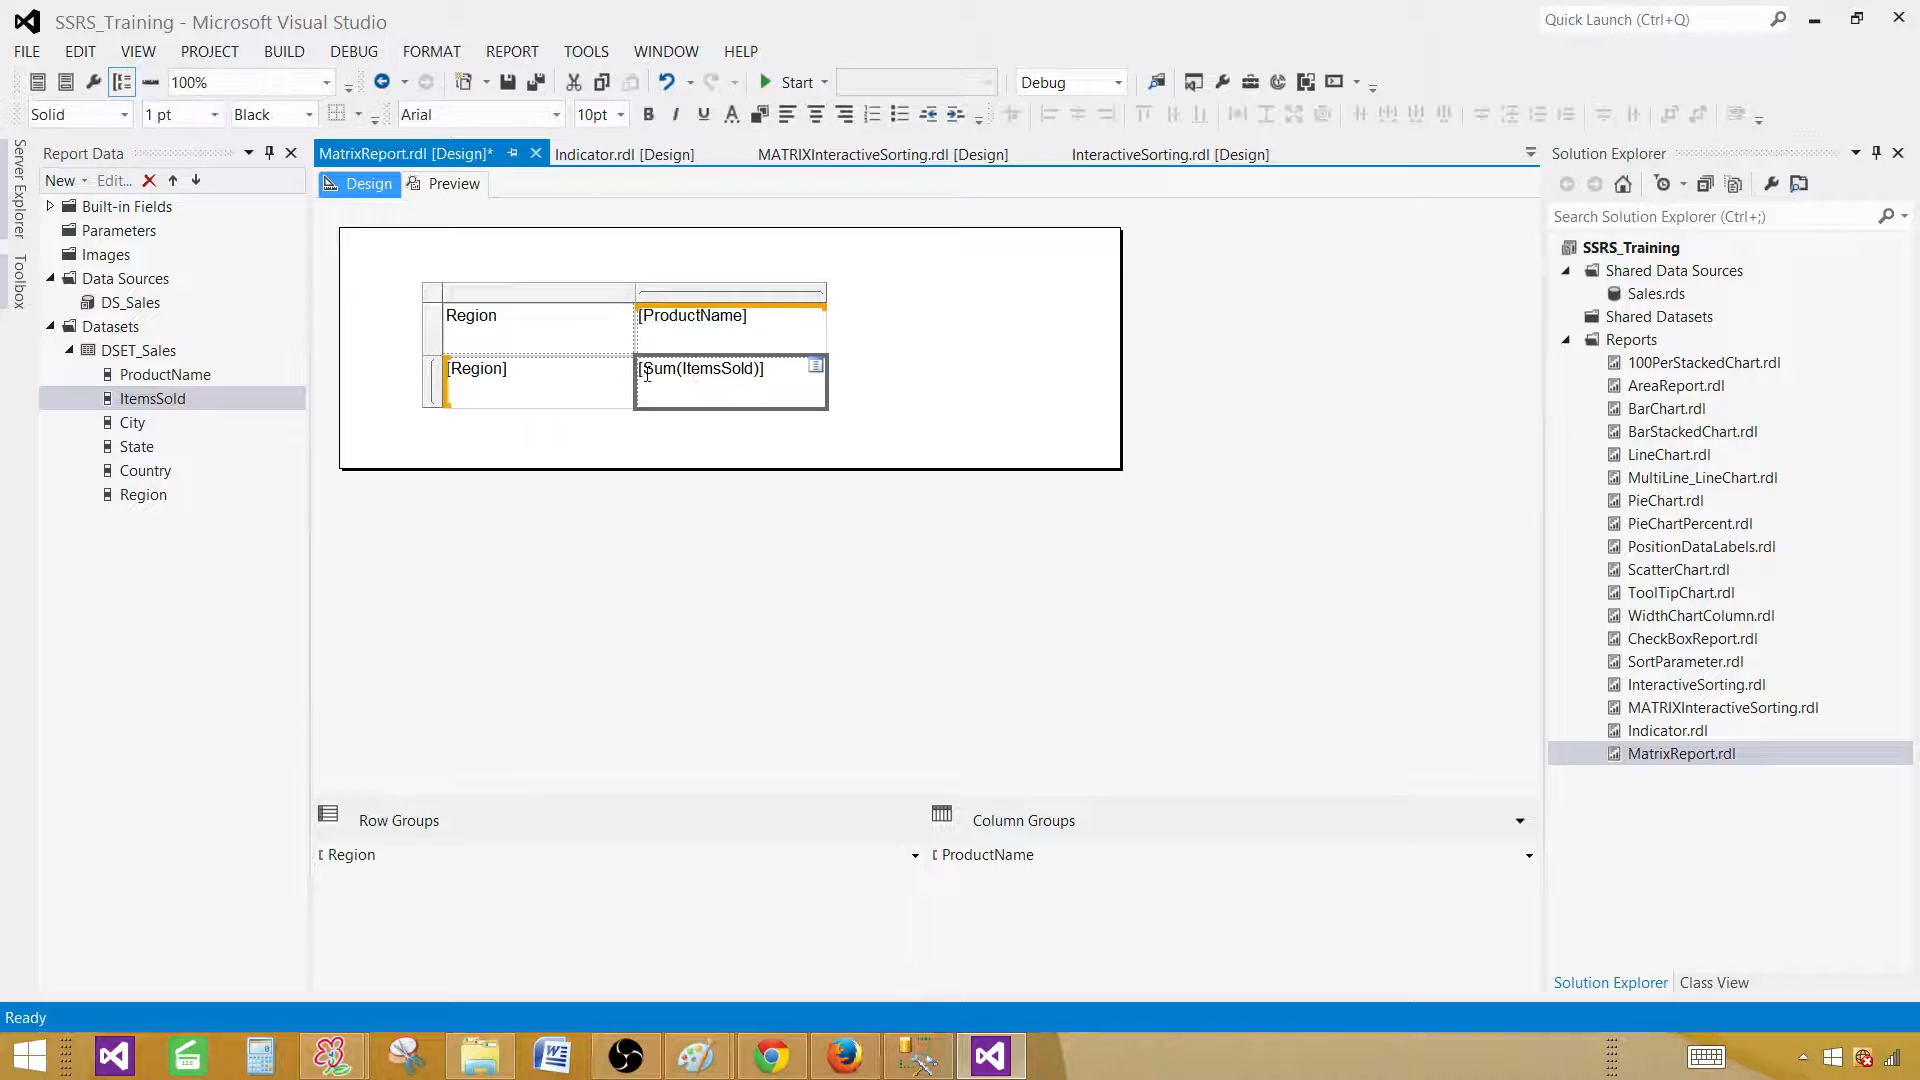 SSRS_Training - Microsoft Visual Studio
Quick Launch (Ctrl+Q)
FILE EDIT VIEW PROJECT BUILD DEBUG FORMAT REPORT TOOLS WINDOW HELP
100% Start Debug
Solid 1 pt Black Arial 10pt B I U A
Server Explorer
Toolbox
Report Data
New Edit...
Built-in Fields
Parameters
Images
Data Sources
DS_Sales
Datasets
DSET_Sales
ProductName
ItemsSold
City
State
Country
Region
MatrixReport.rdl [Design]* Indicator.rdl [Design] MATRIXInteractiveSorting.rdl [Design] InteractiveSorting.rdl [Design]
Design Preview
Region [ProductName]
[Region] [Sum(ItemsSold)]
Row Groups
Region
Column Groups
ProductName
Solution Explorer
Search Solution Explorer (Ctrl+;)
SSRS_Training
Shared Data Sources
Sales.rds
Shared Datasets
Reports
100PerStackedChart.rdl
AreaReport.rdl
BarChart.rdl
BarStackedChart.rdl
LineChart.rdl
MultiLine_LineChart.rdl
PieChart.rdl
PieChartPercent.rdl
PositionDataLabels.rdl
ScatterChart.rdl
ToolTipChart.rdl
WidthChartColumn.rdl
CheckBoxReport.rdl
SortParameter.rdl
InteractiveSorting.rdl
MATRIXInteractiveSorting.rdl
Indicator.rdl
MatrixReport.rdl
Solution Explorer Class View
Ready